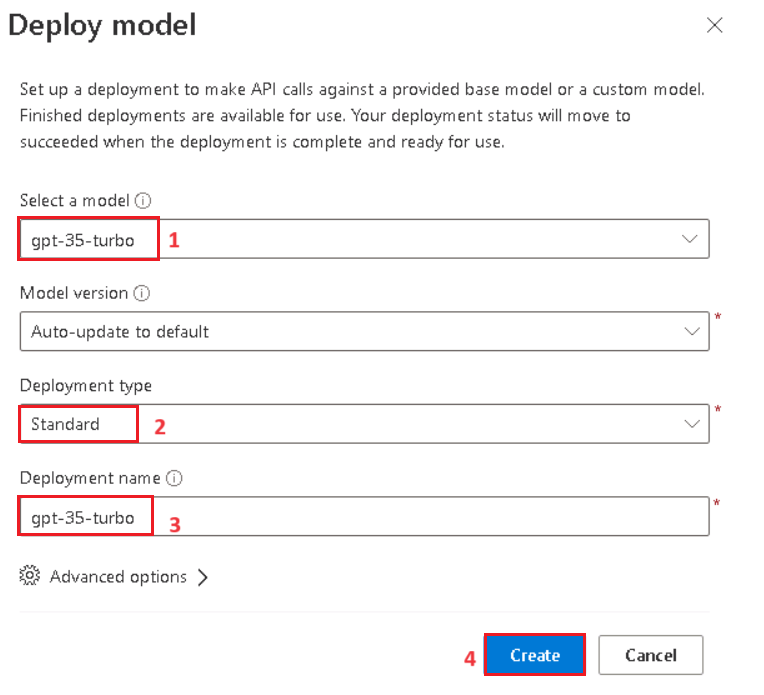 Deploy model
Set up a deployment to make API calls against a provided base model or a custom model.
Finished deployments are available for use. Your deployment status will move to
succeeded when the deployment is complete and ready for use.
Select a model
gpt-35-turbo 1
Model version
Auto-update to default *
Deployment type
Standard 2 *
Deployment name
gpt-35-turbo 3 *
Advanced options
4 Create Cancel